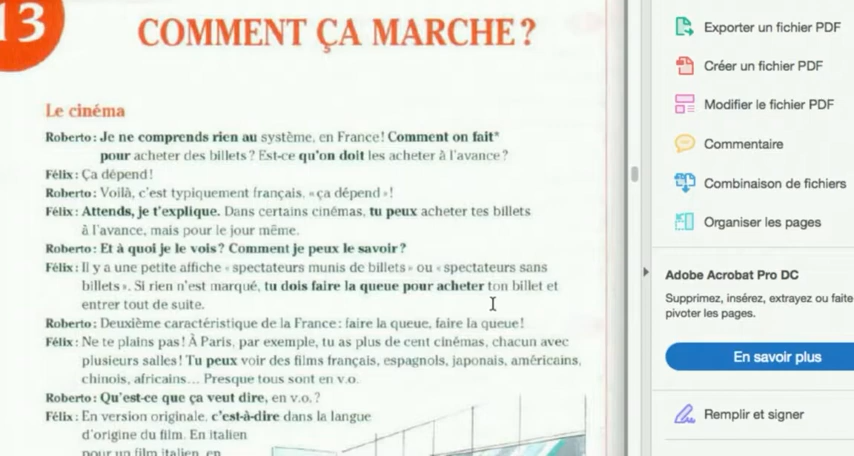 13
COMMENT ÇA MARCHE ?
Le cinéma
Roberto : Je ne comprends rien au système, en France ! Comment on fait*
pour acheter des billets ? Est-ce qu'on doit les acheter à l'avance ?
Félix : Ça dépend !
Roberto : Voilà, c'est typiquement français, « ça dépend » !
Félix : Attends, je t'explique. Dans certains cinémas, tu peux acheter tes billets
à l'avance, mais pour le jour même.
Roberto : Et à quoi je le vois ? Comment je peux le savoir ?
Félix : Il y a une petite affiche « spectateurs munis de billets » ou « spectateurs sans
billets ». Si rien n'est marqué, tu dois faire la queue pour acheter ton billet et
entrer tout de suite.
Roberto : Deuxième caractéristique de la France : faire la queue, faire la queue !
Félix : Ne te plains pas ! À Paris, par exemple, tu as plus de cent cinémas, chacun avec
plusieurs salles ! Tu peux voir des films français, espagnols, japonais, américains,
chinois, africains... Presque tous sont en v.o.
Roberto : Qu'est-ce que ça veut dire, en v.o. ?
Félix : En version originale, c'est-à-dire dans la langue
d'origine du film. En italien
pour un film italien, en
Exporter un fichier PDF
Créer un fichier PDF
Modifier le fichier PDF
Commentaire
Combinaison de fichiers
Organiser les pages
Adobe Acrobat Pro DC
Supprimez, insérez, extrayez ou faite
pivoter les pages.
En savoir plus
Remplir et signer